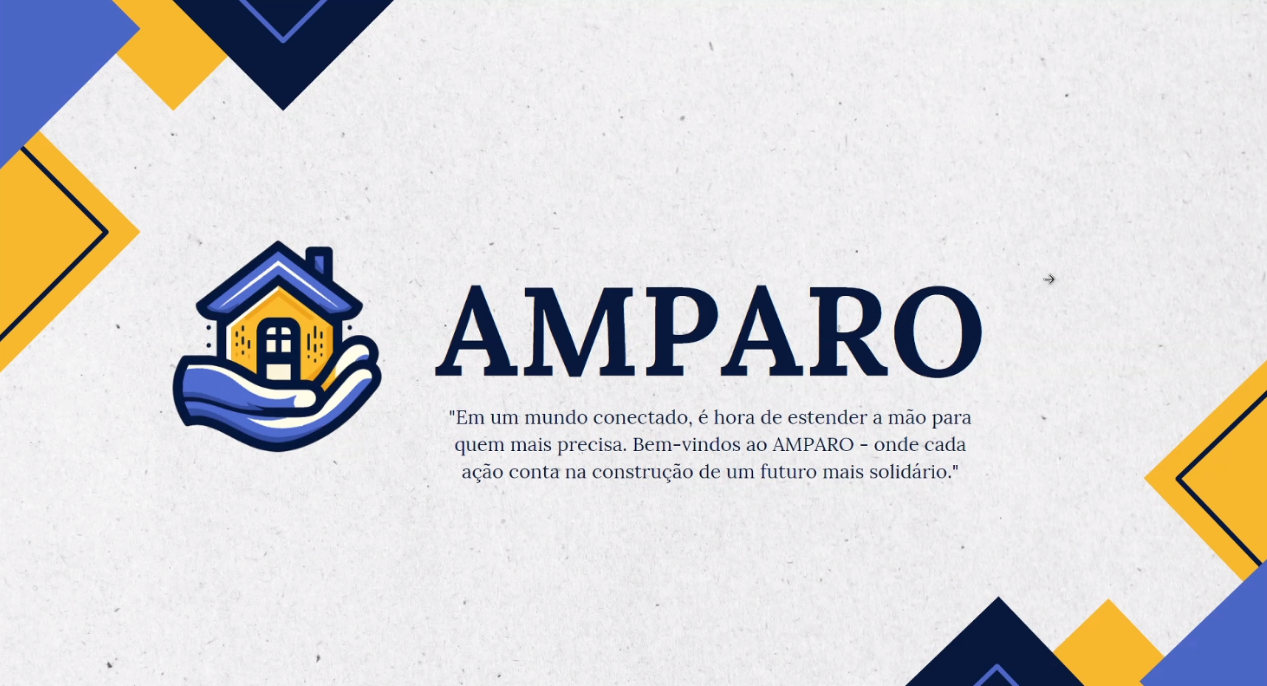 AMPARO
"Em um mundo conectado, é hora de estender a mão para
quem mais precisa. Bem-vindos ao AMPARO - onde cada
ação conta na construção de um futuro mais solidário."